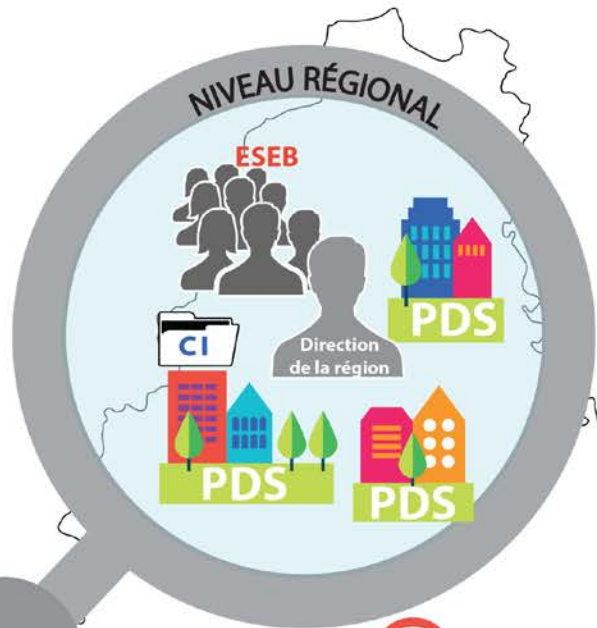 NIVEAU RÉGIONAL
ESEB
PDS
CI
Direction
de la région
PDS
PDS